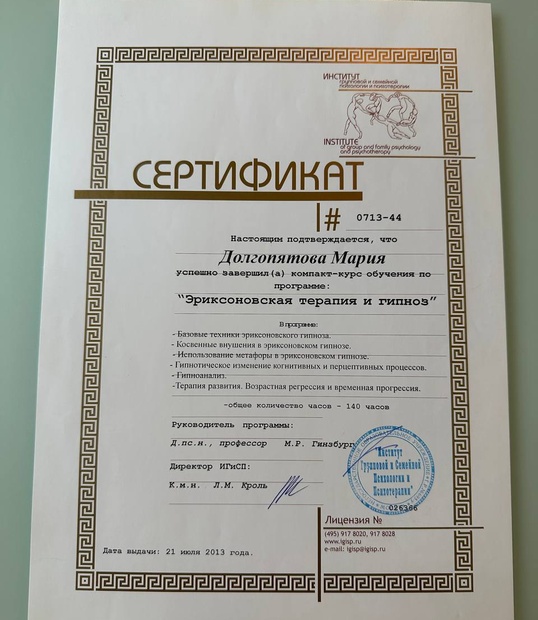 ИНСТИТУТ
групповой и семейной
психологии и психотерапии
INSTITUTE
of group and family psychology
and psychotherapy
СЕРТИФИКАТ
# 0713-44
Настоящим подтверждается, что
Долгопятова Мария
успешно завершил(а) компакт-курс обучения по
программе:
"Эриксоновская терапия и гипноз"
В программе:
- Базовые техники эриксоновского гипноза.
- Косвенные внушения в эриксоновском гипнозе.
-Использование метафоры в эриксоновском гипнозе.
- Гипнотическое изменение когнитивных и перцептивных процессов.
- Гипноанализ.
-Терапия развития. Возрастная регрессия и временная прогрессия.
-общее количество часов - 140 часов
Руководитель программы:
Д.пс.н., профессор М.Р. Гинзбург
Директор ИГиСП:
К.м.н. Л.М. Кроль
"Институт
Групповой и Семейной
Психологии и
Психотерапии"
026366
Лицензия №
(495) 917 8020, 917 8028
www.igisp.ru
e-mail: igisp@igisp.ru
Дата выдачи: 21 июля 2013 года.